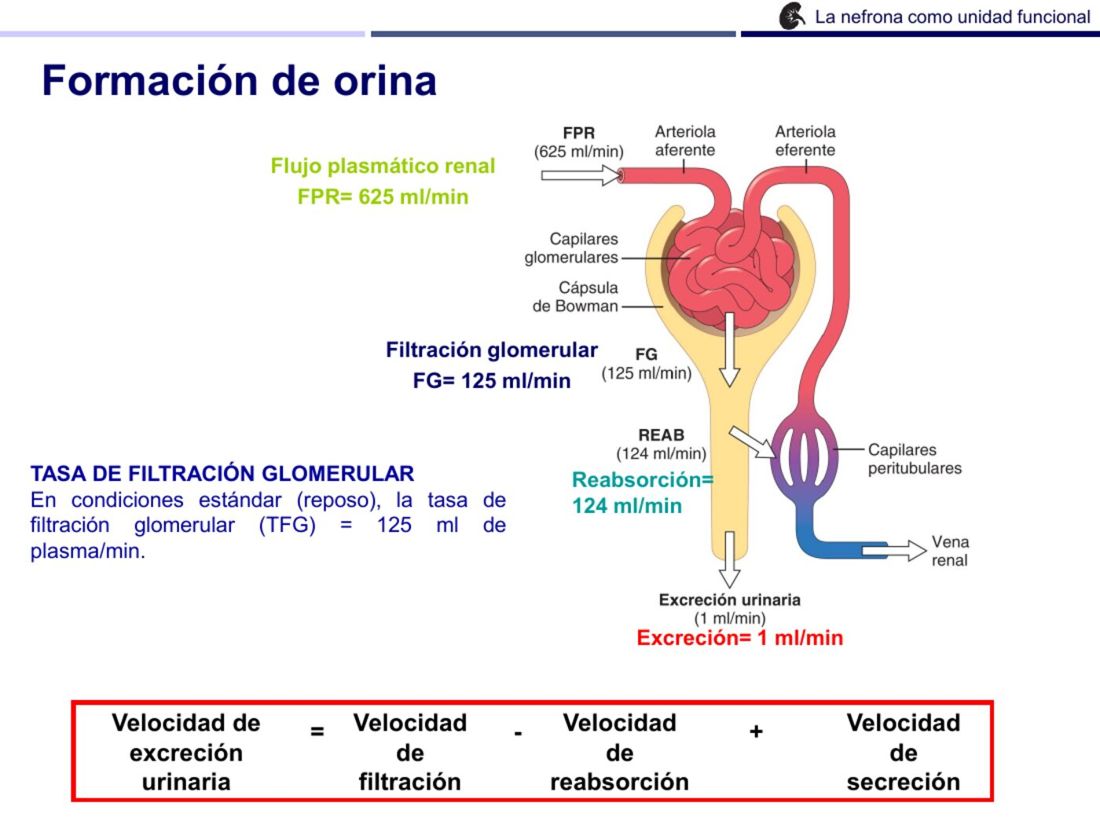 La nefrona como unidad funcional
Formación de orina
Flujo plasmático renal
FPR= 625 ml/min
FPR
(625 ml/min)
Arteriola
aferente
Arteriola
eferente
Capilares
glomerulares
Cápsula
de Bowman
Filtración glomerular
FG= 125 ml/min
FG
(125 ml/min)
REAB
(124 ml/min)
Reabsorción=
124 ml/min
Capilares
peritubulares
TASA DE FILTRACIÓN GLOMERULAR
En condiciones estándar (reposo), la tasa de
filtración glomerular (TFG) = 125 ml de
plasma/min.
Vena
renal
Excreción urinaria
(1 ml/min)
Excreción= 1 ml/min
Velocidad de = Velocidad - Velocidad + Velocidad
excreción de de de
urinaria filtración reabsorción secreción